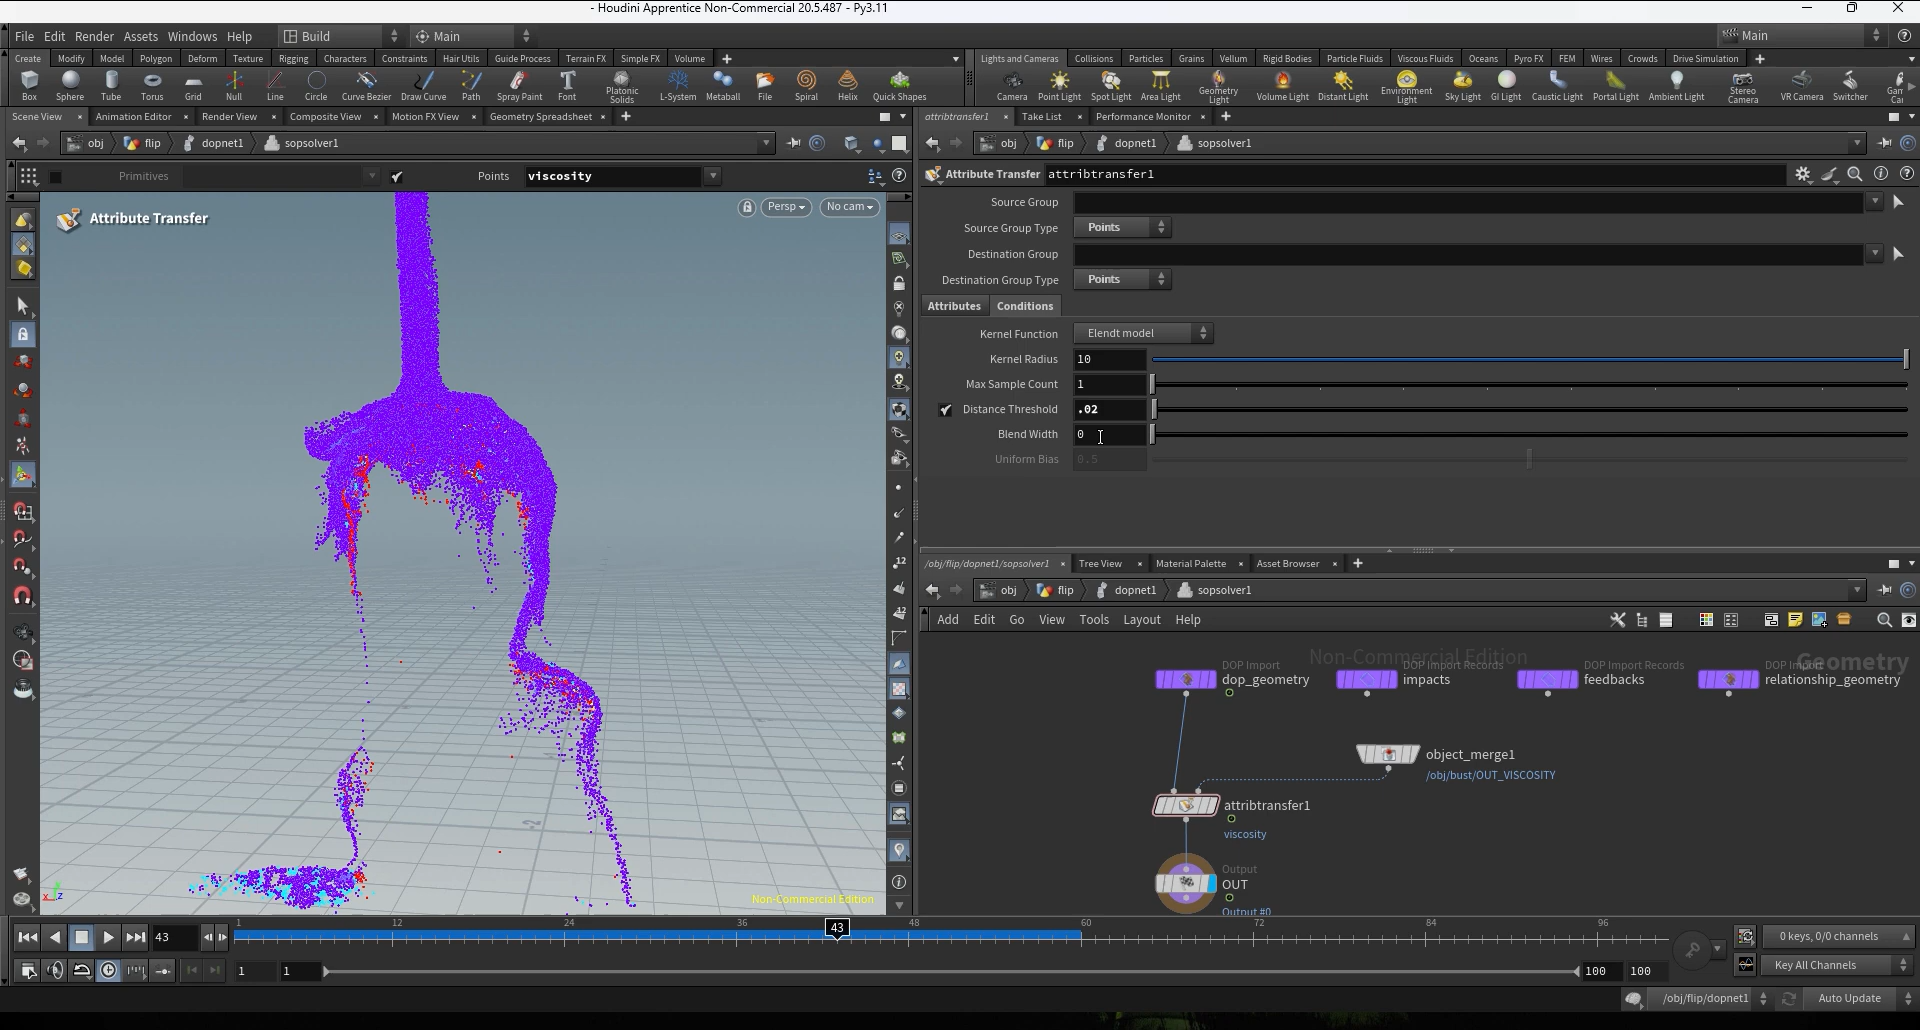 - Houdini Apprentice Non-Commercial 20.5.487 - Py3.11
File Edit Render Assets Windows Help Build Main Main
Create Modify Model Polygon Deform Texture Rigging Characters Constraints Hair Utils Guide Process Terrain FX Simple FX Volume
Lights and Cameras Collisions Particles Grains Vellum Rigid Bodies Particle Fluids Viscous Fluids Oceans Pyro FX FEM Wires Crowds Drive Simulation
Box Sphere Tube Torus Grid Null Line Circle Curve Bezier Draw Curve Path Spray Paint Font Platonic Solids L-System Metaball File Spiral Helix Quick Shapes
Camera Point Light Spot Light Area Light Geometry Light Volume Light Distant Light Environment Light Sky Light GI Light Caustic Light Portal Light Ambient Light Stereo Camera VR Camera Switcher
Scene View Animation Editor Render View Composite View Motion FX View Geometry Spreadsheet
attribtransfer1 Take List Performance Monitor
obj flip dopnet1 sopsolver1
obj flip dopnet1 sopsolver1
Primitives Points viscosity
Attribute Transfer attribtransfer1
Attribute Transfer
Persp No cam
Source Group
Source Group Type Points
Destination Group
Destination Group Type Points
Attributes Conditions
Kernel Function Elendt model
Kernel Radius 10
Max Sample Count 1
Distance Threshold .02
Blend Width 0
Uniform Bias 0.5
/obj/flip/dopnet1/sopsolver1 Tree View Material Palette Asset Browser
obj flip dopnet1 sopsolver1
Add Edit Go View Tools Layout Help
Non-Commercial Edition
Geometry
DOP Import
dop_geometry
DOP Import Records
impacts
DOP Import Records
feedbacks
DOP Import
relationship_geometry
object_merge1
/obj/bust/OUT_VISCOSITY
attribtransfer1
viscosity
Output
OUT
Output #0
Non-Commercial Edition
43 1 12 24 36 43 48 60 72 84 96
0 keys, 0/0 channels
1 1 100 100
Key All Channels
/obj/flip/dopnet1 Auto Update